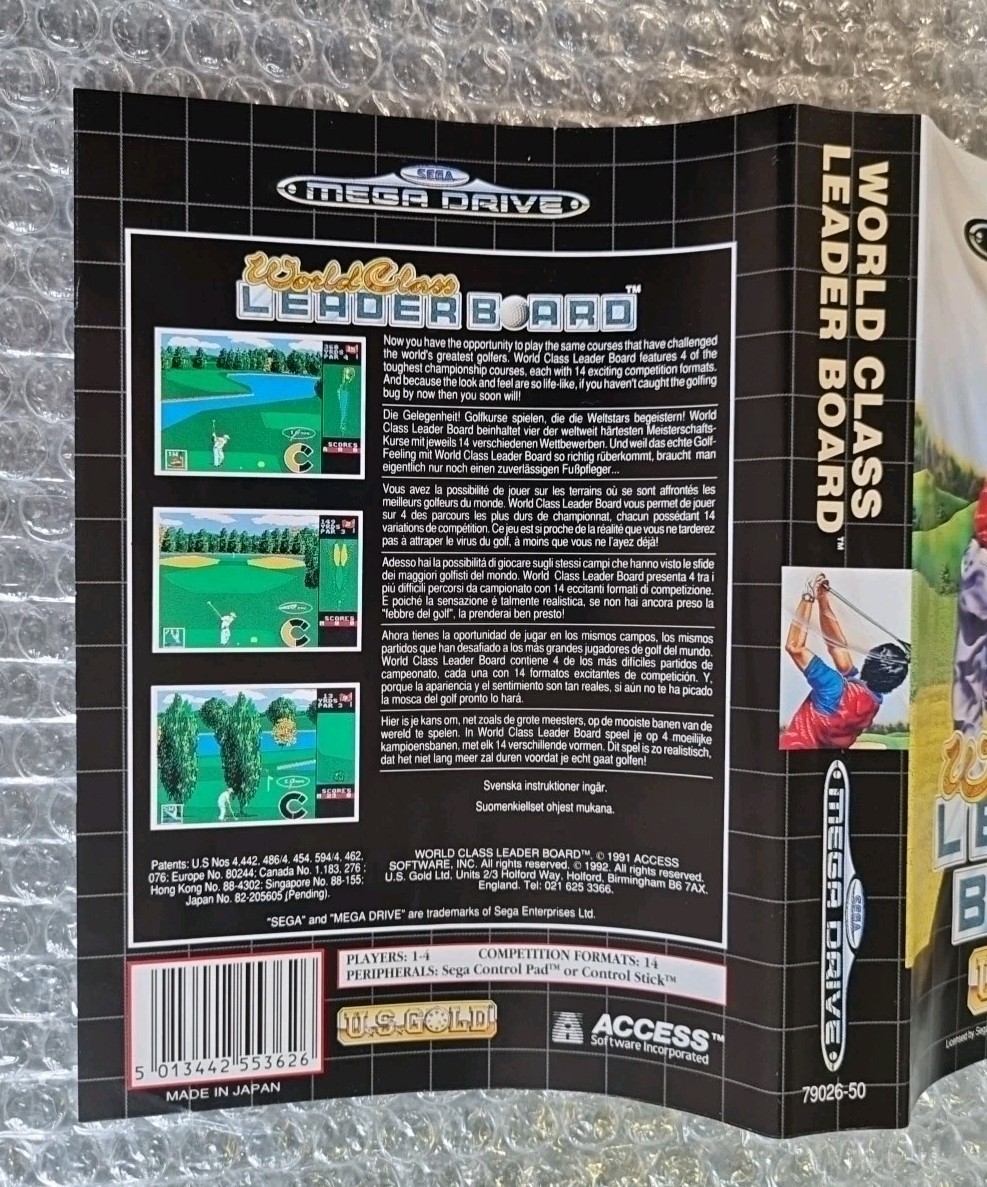 SEGA
MEGA DRIVE
World Class
LEADER BOARD™
Now you have the opportunity to play the same courses that have challenged
the world's greatest golfers. World Class Leader Board features 4 of the
toughest championship courses, each with 14 exciting competition formats.
And because the look and feel are so life-like, if you haven't caught the golfing
bug by now then you soon will!
Die Gelegenheit! Golfkurse spielen, die die Weltstars begeistern! World
Class Leader Board beinhaltet vier der weltweit härtesten Meisterschafts-
Kurse mit jeweils 14 verschiedenen Wettbewerben. Und weil das echte Golf-
Feeling mit World Class Leader Board so richtig rüberkommt, braucht man
eigentlich nur noch einen zuverlässigen Fußpfleger...
Vous avez la possibilité de jouer sur les terrains où se sont affrontés les
meilleurs golfeurs du monde. World Class Leader Board vous permet de jouer
sur 4 des parcours les plus durs de championnat, chacun possédant 14
variations de compétition. Ce jeu est si proche de la réalité que vous ne tarderez
pas à attraper le virus du golf, à moins que vous ne l'ayez déjà!
Adesso hai la possibilitá di giocare sugli stessi campi che hanno visto le sfide
dei maggiori golfisti del mondo. World Class Leader Board presenta 4 tra i
piú difficili percorsi da campionato con 14 eccitanti formati di competizione.
E poiché la sensazione é talmente realistica, se non hai ancora preso la
"febbre del golf", la prenderai ben presto!
Ahora tienes la oportunidad de jugar en los mismos campos, los mismos
partidos que han desafiado a los más grandes jugadores de golf del mundo.
World Class Leader Board contiene 4 de los más difíciles partidos de
campeonato, cada una con 14 formatos excitantes de competición. Y,
porque la apariencia y el sentimiento son tan reales, si aún no te ha picado
la mosca del golf pronto lo hará.
Hier is je kans om, net zoals de grote meesters, op de mooiste banen van de
wereld te spelen. In World Class Leader Board speel je op 4 moeilijke
kampioensbanen, met elk 14 verschillende vormen. Dit spel is zo realistisch,
dat het niet lang meer zal duren voordat je echt gaat golfen!
Svenska instruktioner ingår.
Suomenkiellset ohjest mukana.
SCORES
SCORES
SCORES
Patents: U.S Nos 4,442, 486/4, 454, 594/4, 462,
076: Europe No. 80244; Canada No. 1,183, 276;
Hong Kong No. 88-4302; Singapore No. 88-155;
Japan No. 82-205605 (Pending).
WORLD CLASS LEADER BOARD™, © 1991 ACCESS
SOFTWARE, INC. All rights reserved. © 1992. All rights reserved.
U.S. Gold Ltd, Units 2/3 Holford Way, Holford, Birmingham B6 7AX,
England. Tel: 021 625 3366.
"SEGA" and "MEGA DRIVE" are trademarks of Sega Enterprises Ltd.
PLAYERS: 1-4 COMPETITION FORMATS: 14
PERIPHERALS: Sega Control Pad™ or Control Stick™
5 013442 553626
MADE IN JAPAN
U.S. GOLD
ACCESS™
Software Incorporated
WORLD CLASS
LEADER BOARD™
SEGA
MEGA DRIVE
79026-50
Licensed by Sega